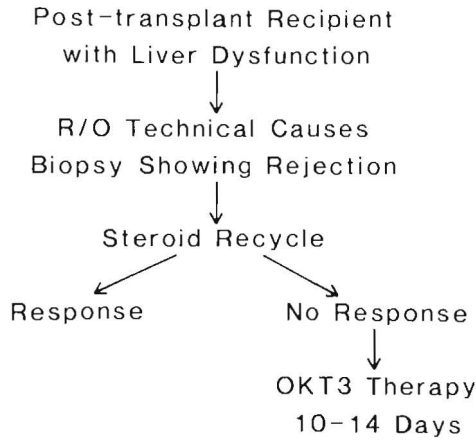 Post-transplant Recipient
with Liver Dysfunction
R/O Technical Causes
Biopsy Showing Rejection
Steroid Recycle
Response
No Response
OKT3 Therapy
10-14 Days